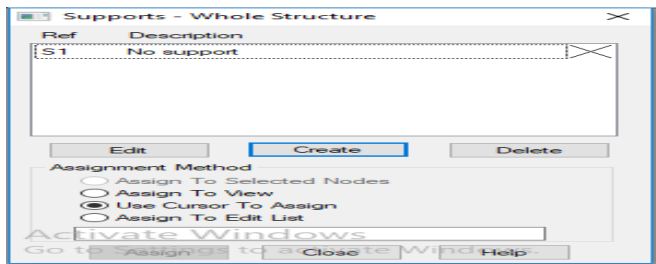 Supports - Whole Structure
Ref Description
S1 No support
Edit Create Delete
Assignment Method
Assign To Selected Nodes
Assign To View
Use Cursor To Assign
Assign To Edit List
Activate Windows
Go to Settings to activate Windows.
Assign Close Help